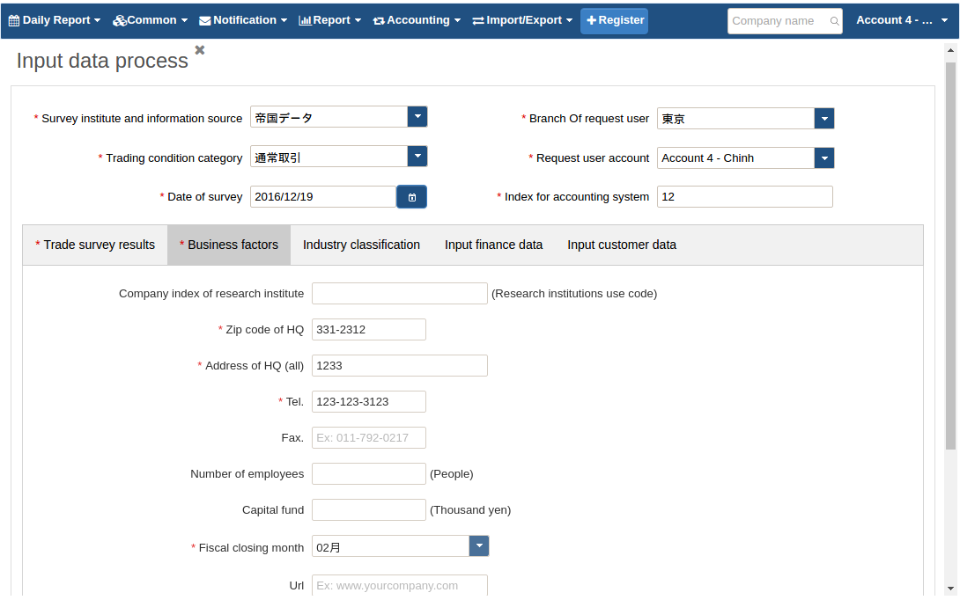 Daily Report Common Notification Report Accounting Import/Export + Register Company name Account 4 - ...
Input data process
* Survey institute and information source 帝国データ * Branch Of request user 東京
* Trading condition category 通常取引 * Request user account Account 4 - Chinh
* Date of survey 2016/12/19 * Index for accounting system 12
* Trade survey results * Business factors Industry classification Input finance data Input customer data
Company index of research institute (Research institutions use code)
* Zip code of HQ 331-2312
* Address of HQ (all) 1233
* Tel. 123-123-3123
Fax. Ex: 011-792-0217
Number of employees (People)
Capital fund (Thousand yen)
* Fiscal closing month 02月
Url Ex: www.yourcompany.com